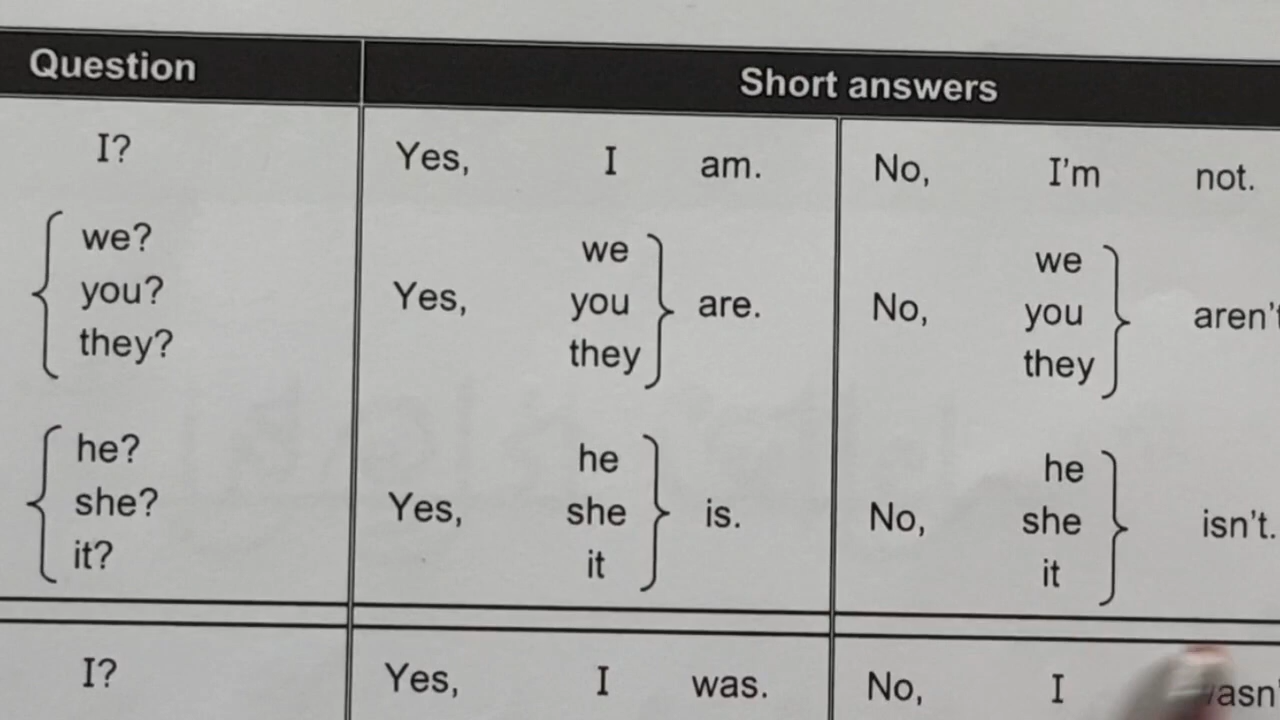 Question Short answers
I? Yes, I am. No, I'm not.
we? we we
you? Yes, you are. No, you
they? they they
he? he he
she? Yes, she is. No, she isn't.
it? it it
I? Yes, I was. No, I